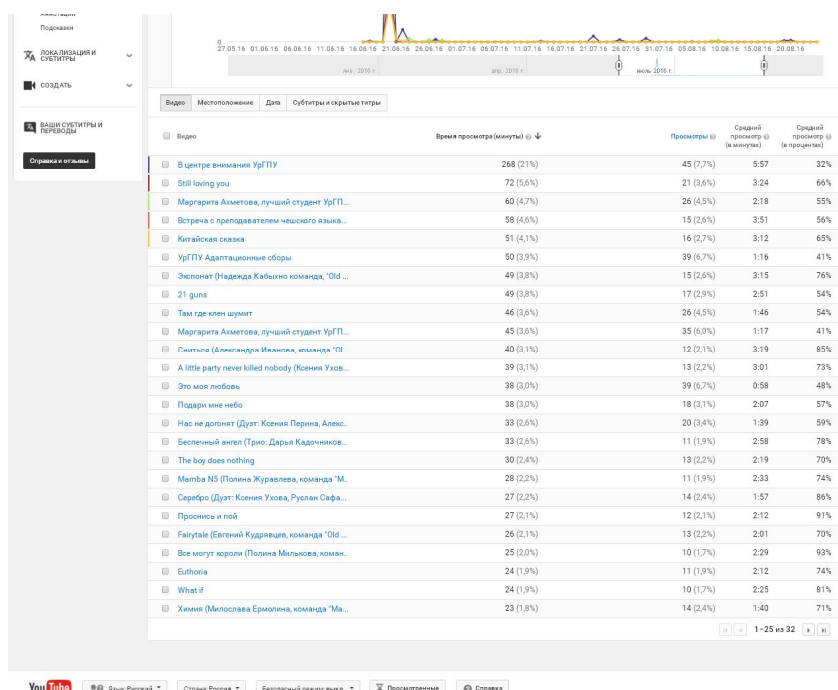 Подсказки
ЛОКАЛИЗАЦИЯ И
СУБТИТРЫ
СОЗДАТЬ
ВАШИ СУБТИТРЫ И
ПЕРЕВОДЫ
Справка и отзывы
0
27.05.16 01.06.16 06.06.16 11.06.16 16.06.16 21.06.16 26.06.16 01.07.16 06.07.16 11.07.16 16.07.16 21.07.16 26.07.16 31.07.16 05.08.16 10.08.16 15.08.16 20.08.16
янв. 2016 г. апр. 2016 г. июль 2016 г.
Видео Местоположение Дата Субтитры и скрытые титры
Видео Время просмотра (минуты) Просмотры Средний просмотр (в минутах) Средний просмотр (в процентах)
В центре внимания УрГПУ 268 (21%) 45 (7,7%) 5:57 32%
Still loving you 72 (5,6%) 21 (3,6%) 3:24 66%
Маргарита Ахметова, лучший студент УрГП... 60 (4,7%) 26 (4,5%) 2:18 55%
Встреча с преподавателем чешского языка... 58 (4,6%) 15 (2,6%) 3:51 56%
Китайская сказка 51 (4,1%) 16 (2,7%) 3:12 65%
УрГПУ Адаптационные сборы 50 (3,9%) 39 (6,7%) 1:16 41%
Экспонат (Надежда Кабыхно команда, "Old ... 49 (3,8%) 15 (2,6%) 3:15 76%
21 guns 49 (3,8%) 17 (2,9%) 2:51 54%
Там где клен шумит 46 (3,6%) 26 (4,5%) 1:46 54%
Маргарита Ахметова, лучший студент УрГП... 45 (3,6%) 35 (6,0%) 1:17 41%
Сниться (Александра Иванова, команда "Ol... 40 (3,1%) 12 (2,1%) 3:19 85%
A little party never killed nobody (Ксения Ухов... 39 (3,1%) 13 (2,2%) 3:01 73%
Это моя любовь 38 (3,0%) 39 (6,7%) 0:58 48%
Подари мне небо 38 (3,0%) 18 (3,1%) 2:07 57%
Нас не догонят (Дуэт: Ксения Перина, Алекс... 33 (2,6%) 20 (3,4%) 1:39 59%
Беспечный ангел (Трио: Дарья Кадочников... 33 (2,6%) 11 (1,9%) 2:58 78%
The boy does nothing 30 (2,4%) 13 (2,2%) 2:19 70%
Mamba N5 (Полина Журавлева, команда "М.. 28 (2,2%) 11 (1,9%) 2:33 74%
Серебро (Дуэт: Ксения Ухова, Руслан Сафа... 27 (2,2%) 14 (2,4%) 1:57 86%
Проснись и пой 27 (2,1%) 12 (2,1%) 2:12 91%
Fairytale (Евгений Кудрявцев, команда "Old ... 26 (2,1%) 13 (2,2%) 2:01 70%
Все могут короли (Полина Милькова, коман.. 25 (2,0%) 10 (1,7%) 2:29 93%
Euthoria 24 (1,9%) 11 (1,9%) 2:12 74%
What if 24 (1,9%) 10 (1,7%) 2:25 81%
Химия (Милослава Ермолина, команда "Ма... 23 (1,8%) 14 (2,4%) 1:40 71%
1–25 из 32
You Tube Язык: Русский Страна: Россия Безопасный режим: выкл. Просмотренные Справка